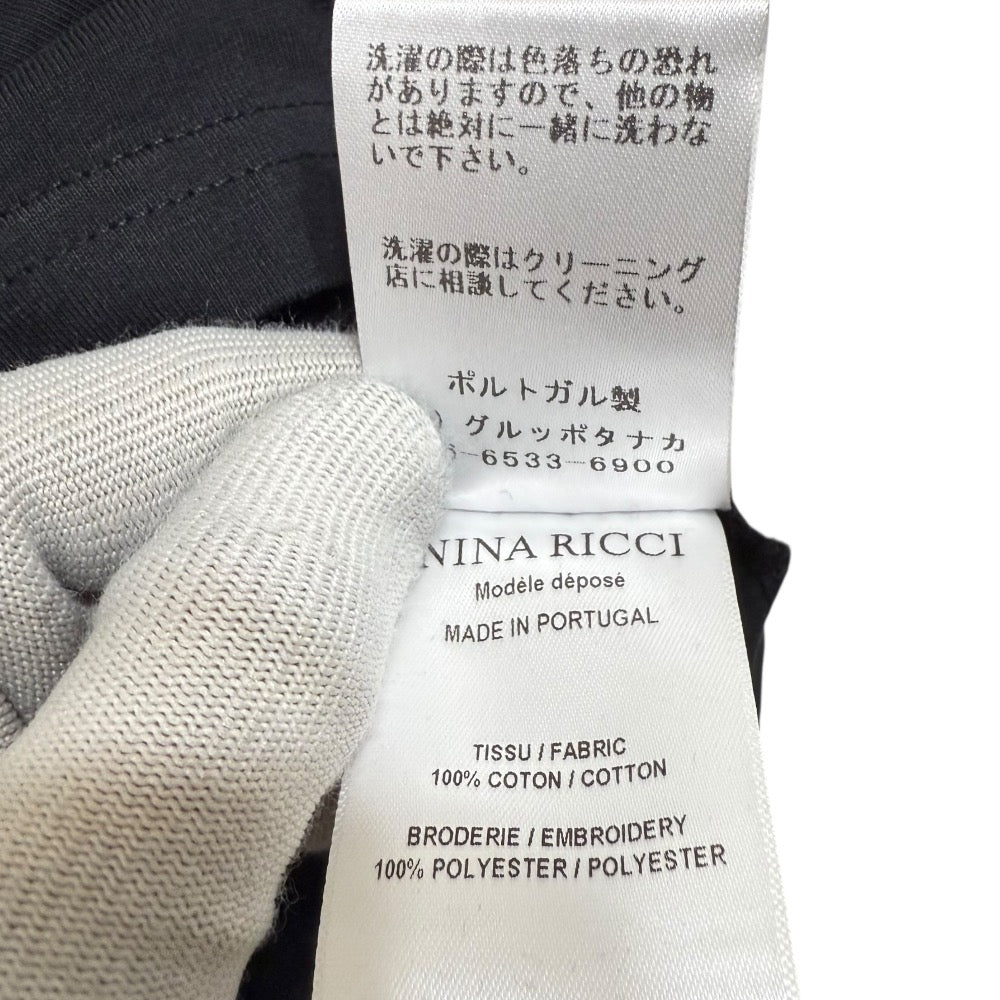 洗濯の際は色落ちの恐れ
がありますので、他の物
とは絶対に一緒に洗わな
いで下さい。
洗濯の際はクリーニング
店に相談してください。
ポルトガル製
) グルッポタナカ
6-6533-6900
NINA RICCI
Modèle déposé
MADE IN PORTUGAL
TISSU / FABRIC
100% COTON / COTTON
BRODERIE / EMBROIDERY
100% POLYESTER / POLYESTER